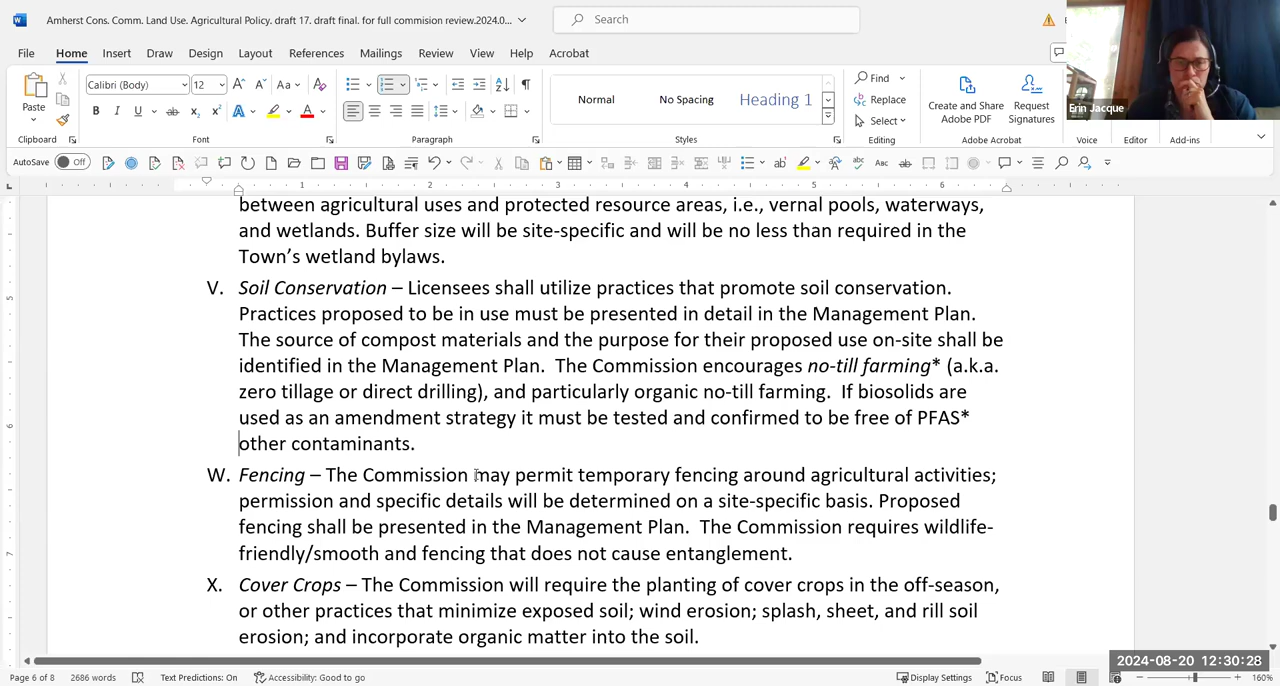 Amherst Cons. Comm. Land Use. Agricultural Policy. draft 17. draft final. for full commision review.2024.0...
Search
File Home Insert Draw Design Layout References Mailings Review View Help Acrobat
Erin Jacque
Paste
Calibri (Body) 12
Normal No Spacing Heading 1
Find
Replace
Select
Create and Share Adobe PDF
Request Signatures
Clipboard Font Paragraph Styles Editing Adobe Acrobat Voice Editor Add-ins
AutoSave Off
between agricultural uses and protected resource areas, i.e., vernal pools, waterways,
and wetlands. Buffer size will be site-specific and will be no less than required in the
Town's wetland bylaws.
V. Soil Conservation – Licensees shall utilize practices that promote soil conservation.
Practices proposed to be in use must be presented in detail in the Management Plan.
The source of compost materials and the purpose for their proposed use on-site shall be
identified in the Management Plan. The Commission encourages no-till farming* (a.k.a.
zero tillage or direct drilling), and particularly organic no-till farming. If biosolids are
used as an amendment strategy it must be tested and confirmed to be free of PFAS*
other contaminants.
W. Fencing – The Commission may permit temporary fencing around agricultural activities;
permission and specific details will be determined on a site-specific basis. Proposed
fencing shall be presented in the Management Plan. The Commission requires wildlife-
friendly/smooth and fencing that does not cause entanglement.
X. Cover Crops – The Commission will require the planting of cover crops in the off-season,
or other practices that minimize exposed soil; wind erosion; splash, sheet, and rill soil
erosion; and incorporate organic matter into the soil.
2024-08-20 12:30:28
Page 6 of 8 2686 words Text Predictions: On Accessibility: Good to go Display Settings Focus 160%